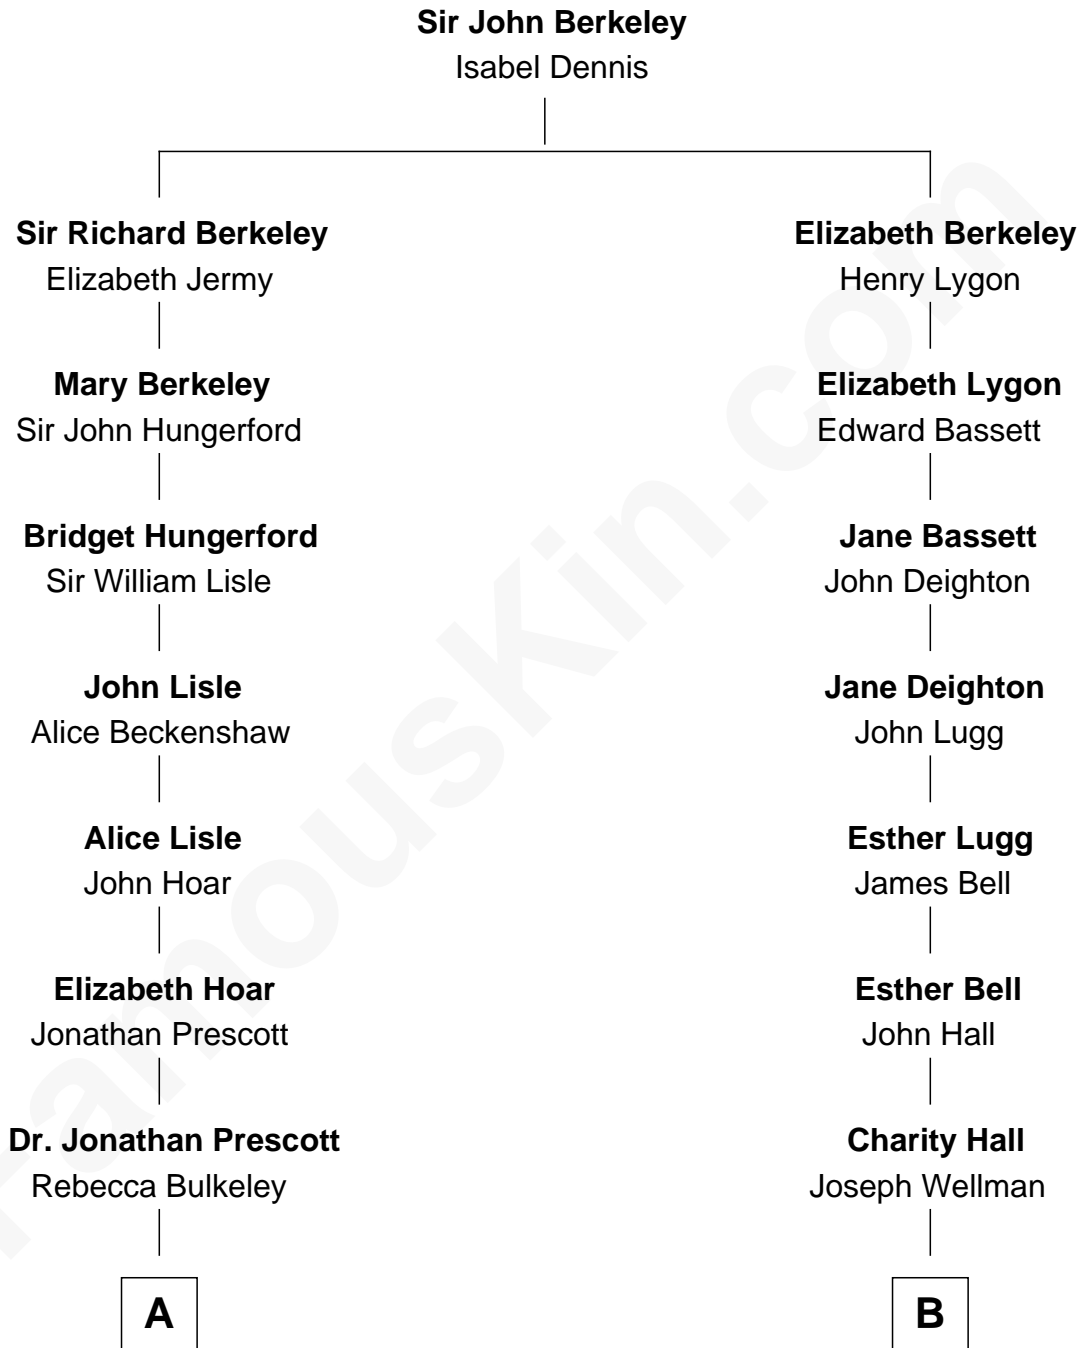 Sir John Berkeley
Isabel Dennis
Sir Richard Berkeley
Elizabeth Jermy
Mary Berkeley
Sir John Hungerford
Bridget Hungerford
Sir William Lisle
John Lisle
Alice Beckenshaw
Alice Lisle
John Hoar
Elizabeth Hoar
Jonathan Prescott
Dr. Jonathan Prescott
Rebecca Bulkeley
A
Elizabeth Berkeley
Henry Lygon
Elizabeth Lygon
Edward Bassett
Jane Bassett
John Deighton
Jane Deighton
John Lugg
Esther Lugg
James Bell
Esther Bell
John Hall
Charity Hall
Joseph Wellman
B
FamousKin.com